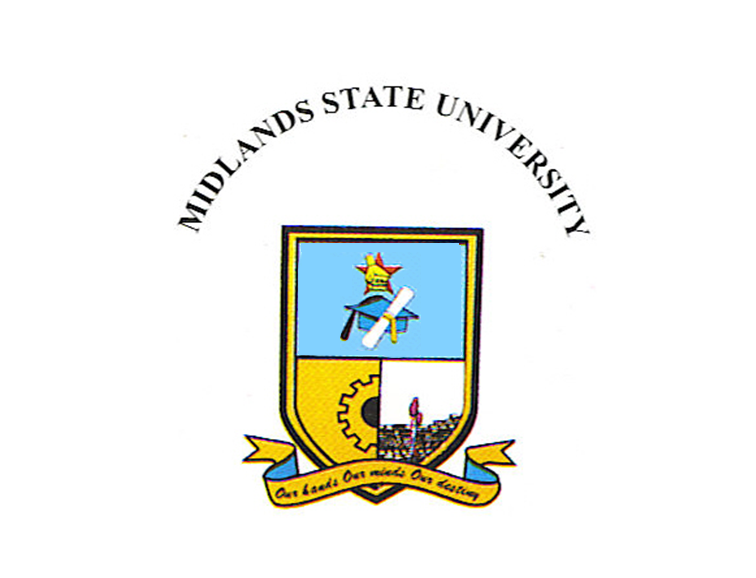 MIDLANDS STATE UNIVERSITY
Our hands Our minds Our destiny